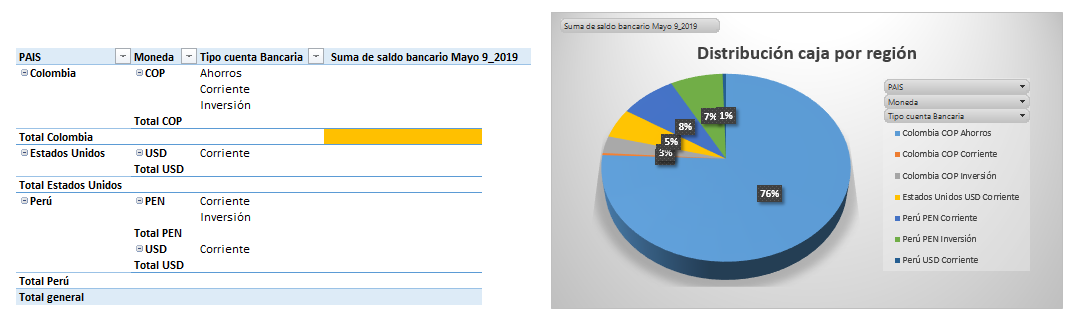 PAIS Moneda Tipo cuenta Bancaria Suma de saldo bancario Mayo 9_2019
Colombia COP Ahorros
Corriente
Inversión
Total COP
Total Colombia
Estados Unidos USD Corriente
Total USD
Total Estados Unidos
Perú PEN Corriente
Inversión
Total PEN
USD Corriente
Total USD
Total Perú
Total general
Suma de saldo bancario Mayo 9_2019
Distribución caja por región
7% 1%
8%
5%
3%
76%
PAIS
Moneda
Tipo cuenta Bancaria
Colombia COP Ahorros
Colombia COP Corriente
Colombia COP Inversión
Estados Unidos USD Corriente
Perú PEN Corriente
Perú PEN Inversión
Perú USD Corriente